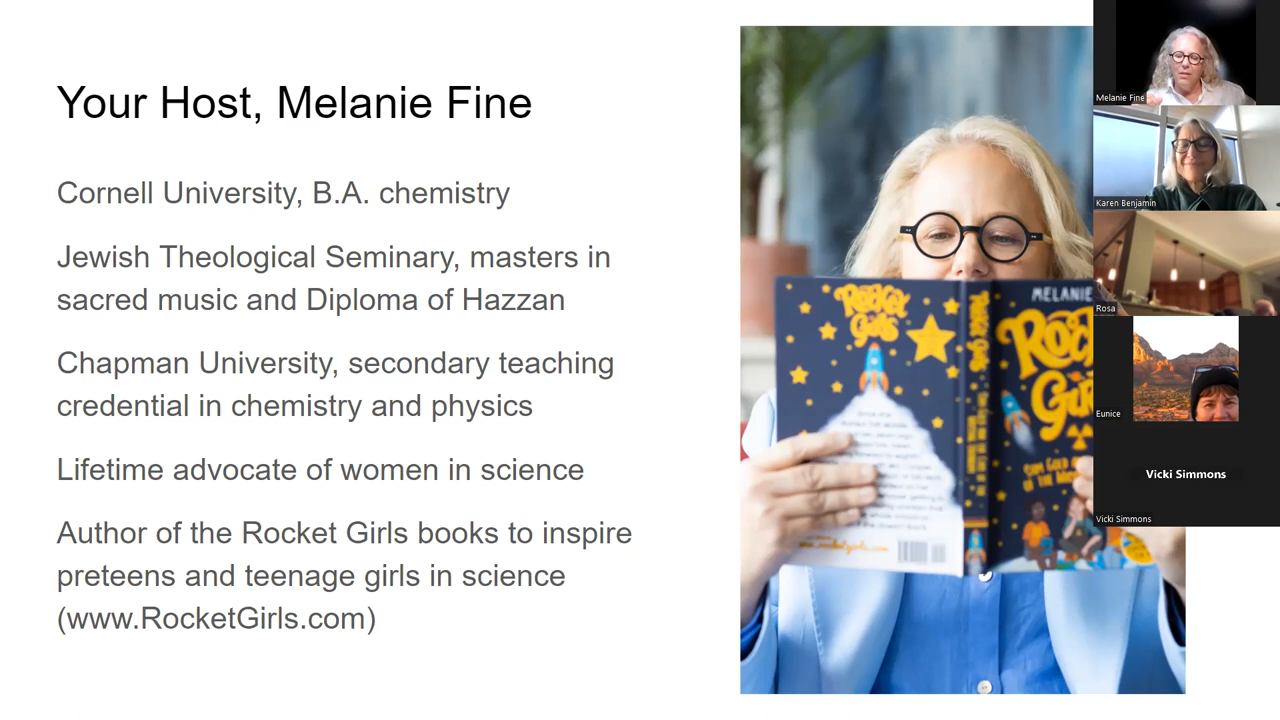 Your Host, Melanie Fine
Cornell University, B.A. chemistry
Jewish Theological Seminary, masters in
sacred music and Diploma of Hazzan
Chapman University, secondary teaching
credential in chemistry and physics
Lifetime advocate of women in science
Author of the Rocket Girls books to inspire
preteens and teenage girls in science
(www.RocketGirls.com)
Rocket
Girls
Rocket Girls
MELANIE
www.rocketgirls.com
Melanie Fine
Karen Benjamin
Rosa
Eunice
Vicki Simmons
Vicki Simmons